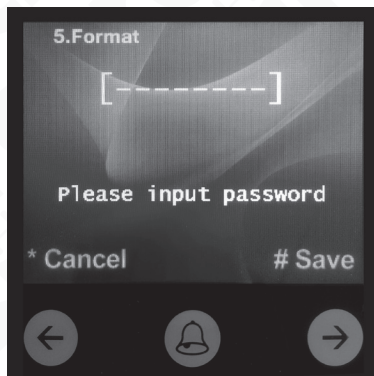 5.Format
[--------]
Please input password
* Cancel # Save